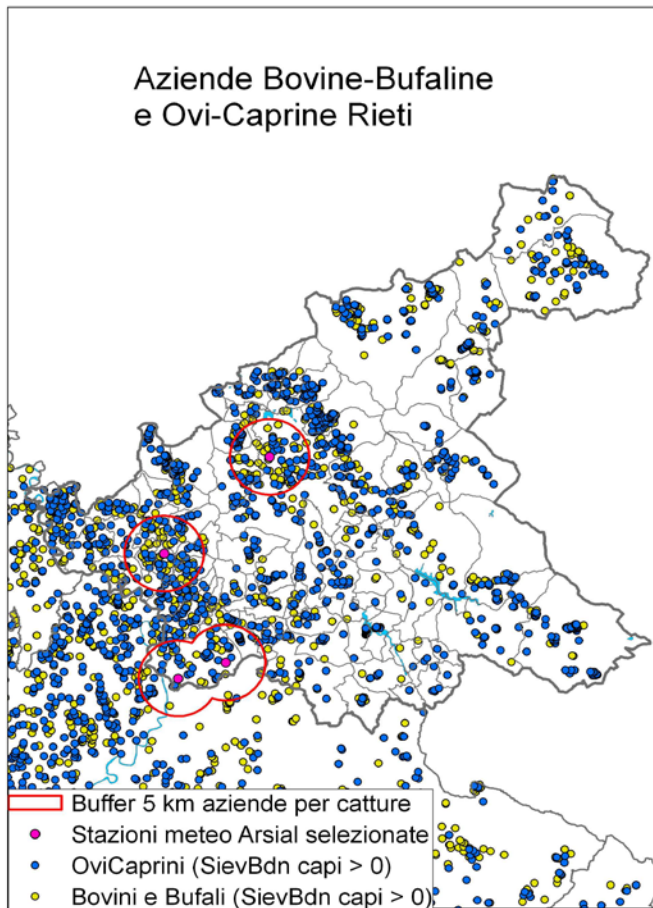 Aziende Bovine-Bufaline
e Ovi-Caprine Rieti
Buffer 5 km aziende per catture
Stazioni meteo Arsial selezionate
OviCaprini (SievBdn capi > 0)
Bovini e Bufali (SievBdn capi > 0)